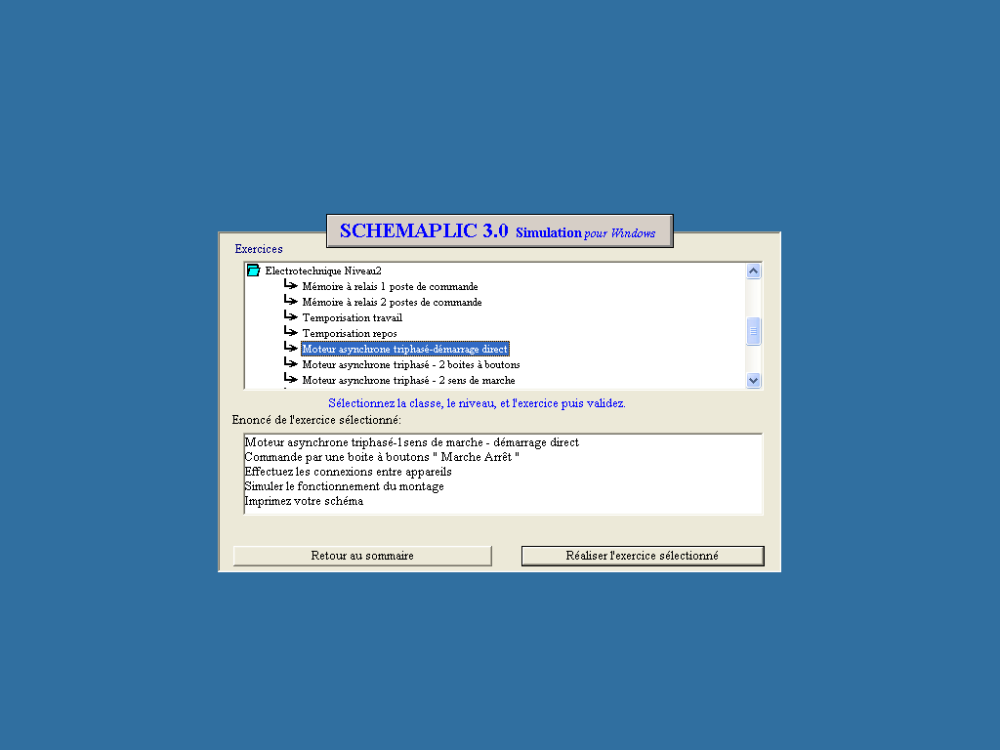 SCHEMAPLIC 3.0 Simulation pour Windows
Exercices
Electrotechnique Niveau2
Mémoire à relais 1 poste de commande
Mémoire à relais 2 postes de commande
Temporisation travail
Temporisation repos
Moteur asynchrone triphasé-démarrage direct
Moteur asynchrone triphasé - 2 boites à boutons
Moteur asynchrone triphasé - 2 sens de marche
Sélectionnez la classe, le niveau, et l'exercice puis validez.
Enoncé de l'exercice sélectionné:
Moteur asynchrone triphasé-1sens de marche - démarrage direct
Commande par une boite à boutons " Marche Arrêt "
Effectuez les connexions entre appareils
Simuler le fonctionnement du montage
Imprimez votre schéma
Retour au sommaire
Réaliser l'exercice sélectionné